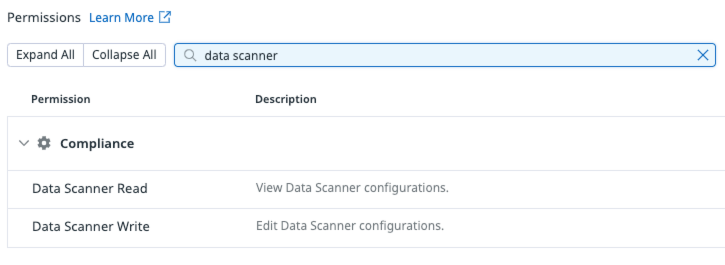 Permissions Learn More
Expand All Collapse All data scanner
Permission Description
Compliance
Data Scanner Read View Data Scanner configurations.
Data Scanner Write Edit Data Scanner configurations.